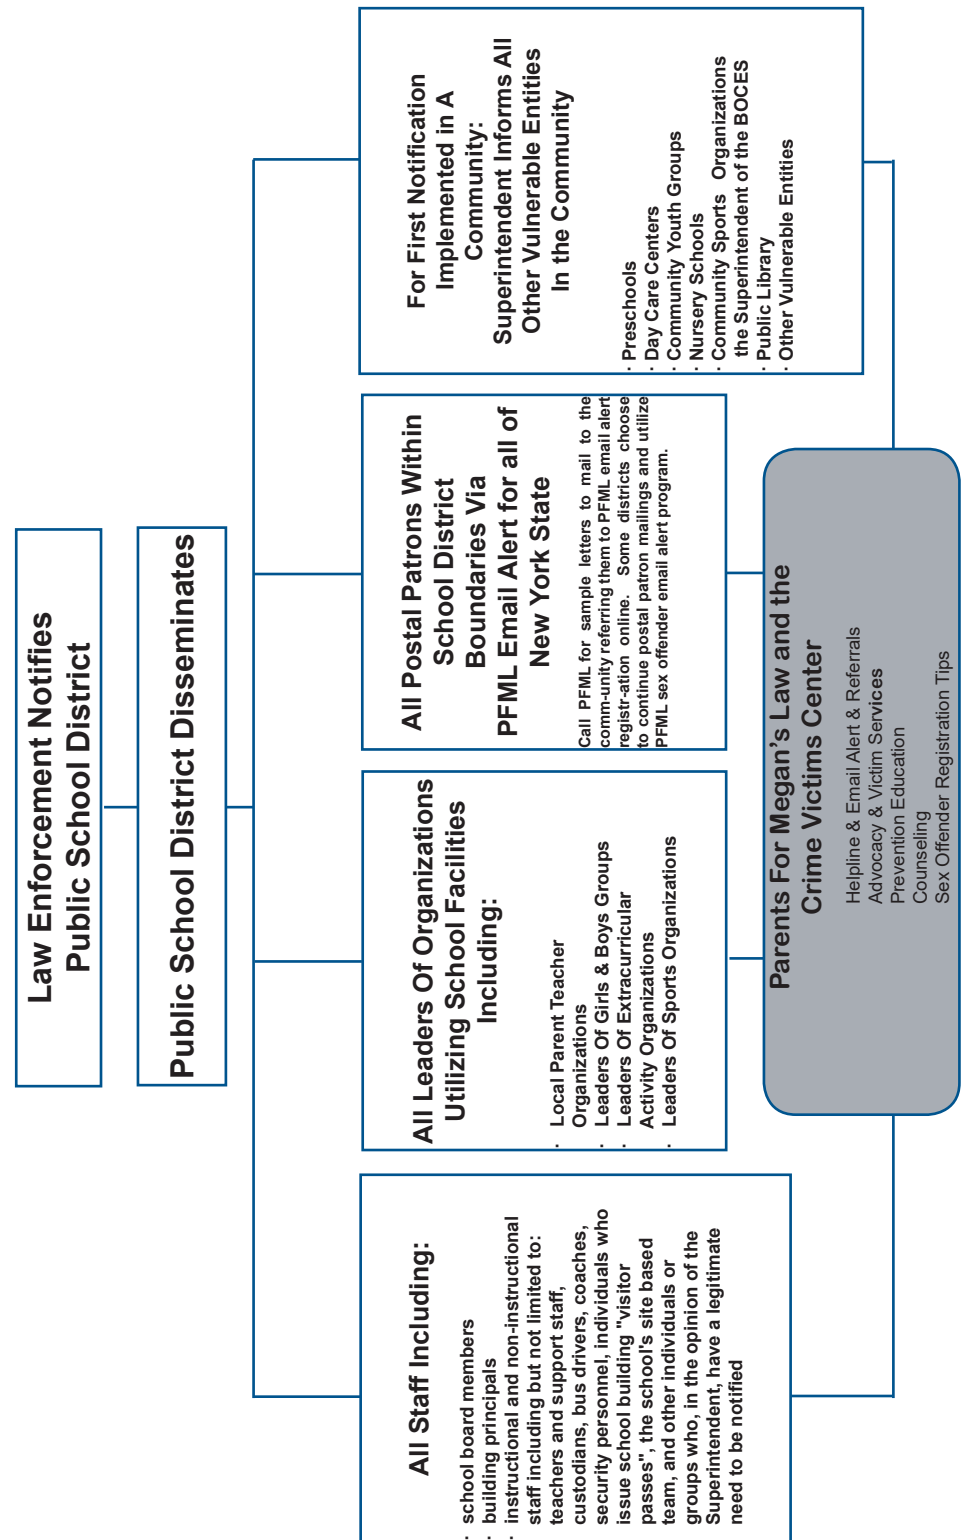 Law Enforcement Notifies
Public School District
Public School District Disseminates
All Staff Including:
· school board members
· building principals
· instructional and non-instructional
staff including but not limited to:
teachers and support staff,
custodians, bus drivers, coaches,
security personnel, individuals who
issue school building "visitor
passes", the school's site based
team, and other individuals or
groups who, in the opinion of the
Superintendent, have a legitimate
need to be notified
All Leaders Of Organizations
Utilizing School Facilities
Including:
· Local Parent Teacher
Organizations
· Leaders Of Girls & Boys Groups
· Leaders Of Extracurricular
Activity Organizations
· Leaders Of Sports Organizations
All Postal Patrons Within
School District
Boundaries Via
PFML Email Alert for all of
New York State
Call PFML for sample letters to mail to the
comm-unity referring them to PFML email alert
registr-ation online. Some districts choose
to continue postal patron mailings and utilize
PFML sex offender email alert program.
For First Notification
Implemented in A
Community:
Superintendent Informs All
Other Vulnerable Entities
In the Community
· Preschools
· Day Care Centers
· Community Youth Groups
· Nursery Schools
· Community Sports Organizations
the Superintendent of the BOCES
· Public Library
· Other Vulnerable Entities
Parents For Megan's Law and the
Crime Victims Center
Helpline & Email Alert & Referrals
Advocacy & Victim Services
Prevention Education
Counseling
Sex Offender Registration Tips